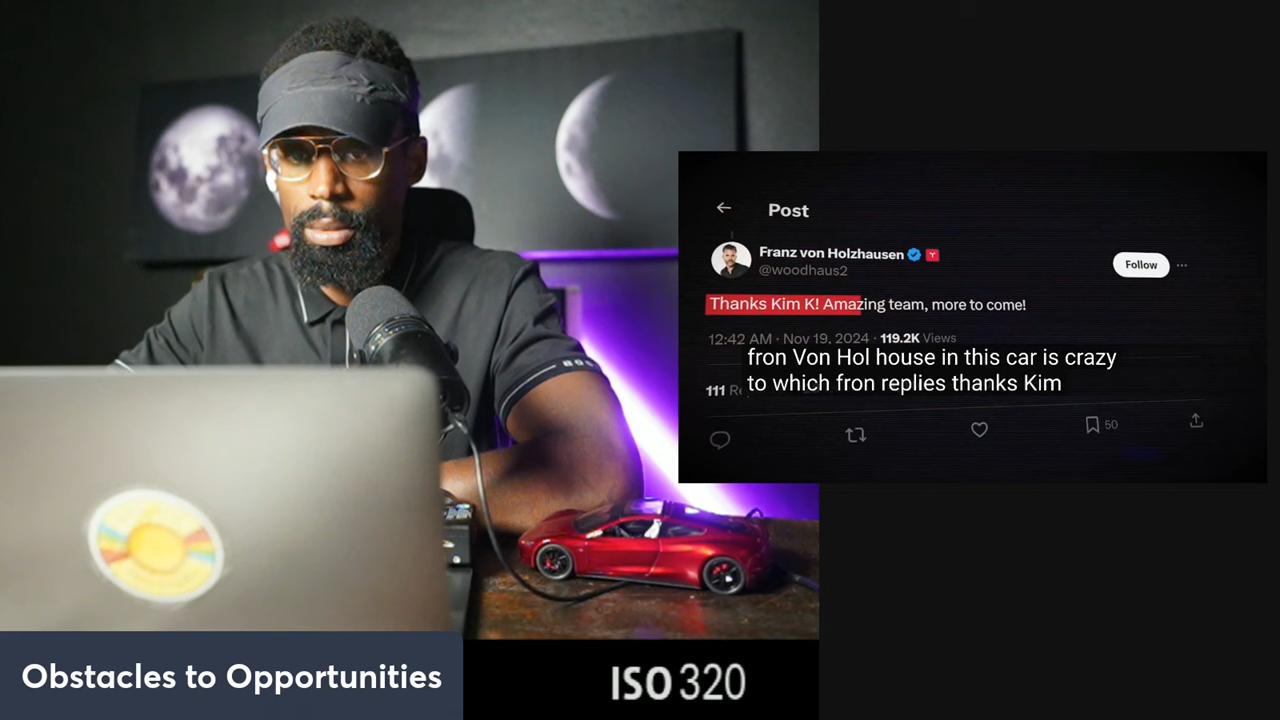 Post
Franz von Holzhausen
@woodhaus2
Follow
Thanks Kim K! Amazing team, more to come!
12:42 AM · Nov 19, 2024 · 119.2K Views
fron Von Hol house in this car is crazy
to which fron replies thanks Kim
111
50
Obstacles to Opportunities
ISO 320